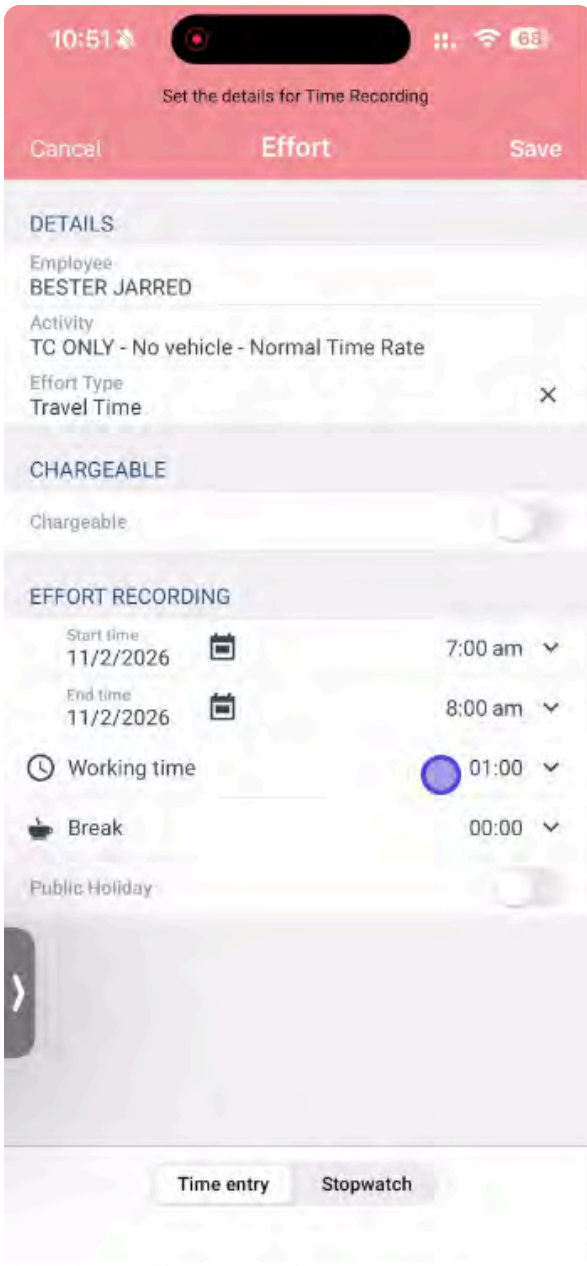 10:51
68
Set the details for Time Recording
Cancel Effort Save
DETAILS
Employee
BESTER JARRED
Activity
TC ONLY - No vehicle - Normal Time Rate
Effort Type
Travel Time
CHARGEABLE
Chargeable
EFFORT RECORDING
Start time
11/2/2026 7:00 am
End time
11/2/2026 8:00 am
Working time 01:00
Break 00:00
Public Holiday
Time entry Stopwatch